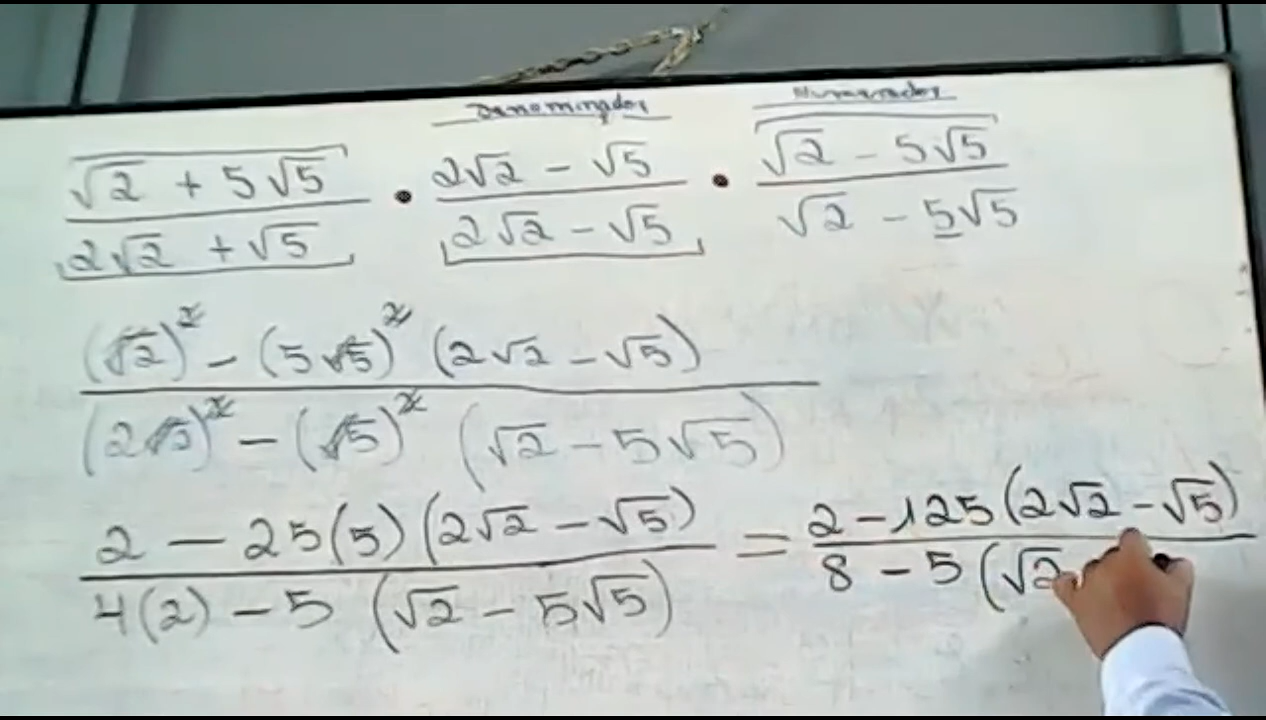 Denominador Numerador
√2 + 5√5 • 2√2 - √5 • √2 - 5√5
2√2 + √5 2√2 - √5 √2 - 5√5
(√2)² - (5√5)² (2√2 - √5)
(2√5)² - (√5)² (√2 - 5√5)
2 - 25(5) (2√2 - √5) = 2 - 125(2√2 - √5)
4(2) - 5 (√2 - 5√5) 8 - 5 (√2